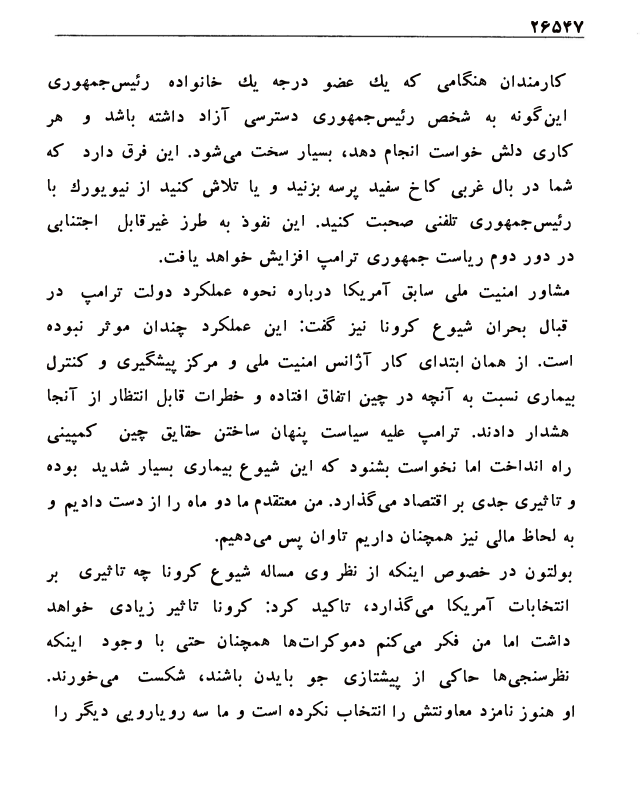 ۲۶۵۴۷
کارمندان هنگامی که یك عضو درجه یك خانواده رئیس‌جمهوری
این‌گونه به شخص رئیس‌جمهوری دسترسی آزاد داشته باشد و هر
کاری دلش خواست انجام دهد، بسیار سخت می‌شود. این فرق دارد که
شما در بال غربی کاخ سفید پرسه بزنید و یا تلاش کنید از نیویورك با
رئیس‌جمهوری تلفنی صحبت کنید. این نفوذ به طرز غیرقابل اجتنابی
در دور دوم ریاست جمهوری ترامپ افزایش خواهد یافت.
مشاور امنیت ملی سابق آمریکا درباره نحوه عملکرد دولت ترامپ در
قبال بحران شیوع کرونا نیز گفت: این عملکرد چندان موثر نبوده
است. از همان ابتدای کار آژانس امنیت ملی و مرکز پیشگیری و کنترل
بیماری نسبت به آنچه در چین اتفاق افتاده و خطرات قابل انتظار از آنجا
هشدار دادند. ترامپ علیه سیاست پنهان ساختن حقایق چین کمپینی
راه انداخت اما نخواست بشنود که این شیوع بیماری بسیار شدید بوده
و تاثیری جدی بر اقتصاد می‌گذارد. من معتقدم ما دو ماه را از دست دادیم و
به لحاظ مالی نیز همچنان داریم تاوان پس می‌دهیم.
بولتون در خصوص اینکه از نظر وی مساله شیوع کرونا چه تاثیری بر
انتخابات آمریکا می‌گذارد، تاکید کرد: کرونا تاثیر زیادی خواهد
داشت اما من فکر می‌کنم دموکرات‌ها همچنان حتی با وجود اینکه
نظرسنجی‌ها حاکی از پیشتازی جو بایدن باشند، شکست می‌خورند.
او هنوز نامزد معاونتش را انتخاب نکرده است و ما سه رویارویی دیگر را